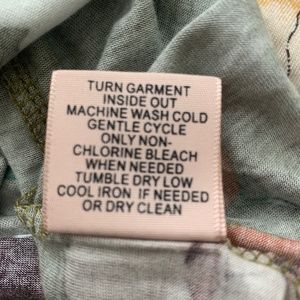 TURN GARMENT
INSIDE OUT
MACHINE WASH COLD
GENTLE CYCLE
ONLY NON-
CHLORINE BLEACH
WHEN NEEDED
TUMBLE DRY LOW
COOL IRON IF NEEDED
OR DRY CLEAN